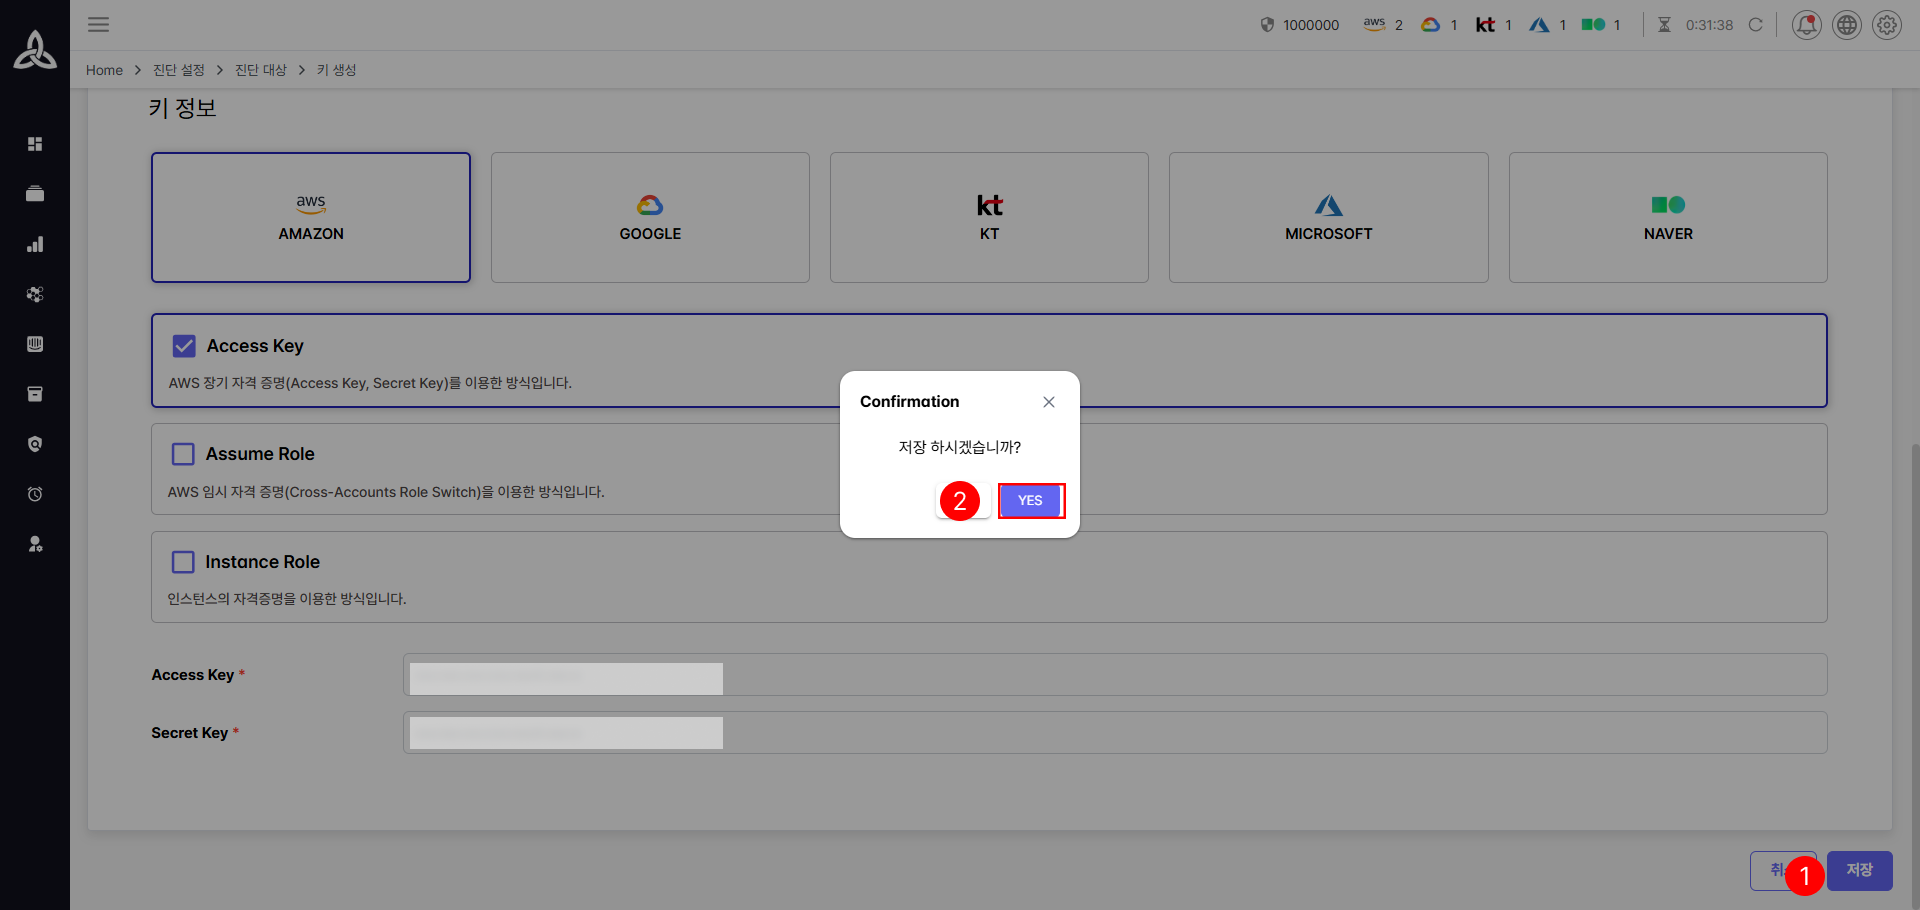 1000000 aws 2 1 kt 1 1 1 0:31:38
Home > 진단 설정 > 진단 대상 > 키 생성
키 정보
aws
AMAZON
GOOGLE
kt
KT
MICROSOFT
NAVER
Access Key
AWS 장기 자격 증명(Access Key, Secret Key)를 이용한 방식입니다.
Assume Role
AWS 임시 자격 증명(Cross-Accounts Role Switch)을 이용한 방식입니다.
Instance Role
인스턴스의 자격증명을 이용한 방식입니다.
Confirmation
저장 하시겠습니까?
2 YES
Access Key *
Secret Key *
1 저장